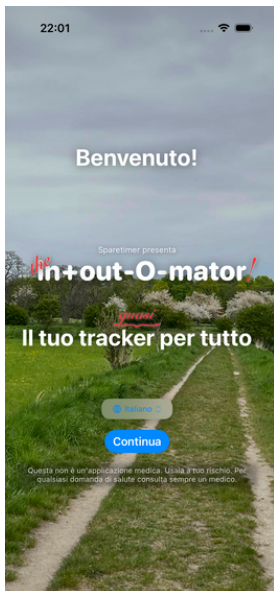 22:01
Benvenuto!
Sparetimer presenta
the in+out-O-mator!
quasi
Il tuo tracker per tutto
Italiano
Continua
Questa non è un'applicazione medica. Usala a tuo rischio. Per
qualsiasi domanda di salute consulta sempre un medico.